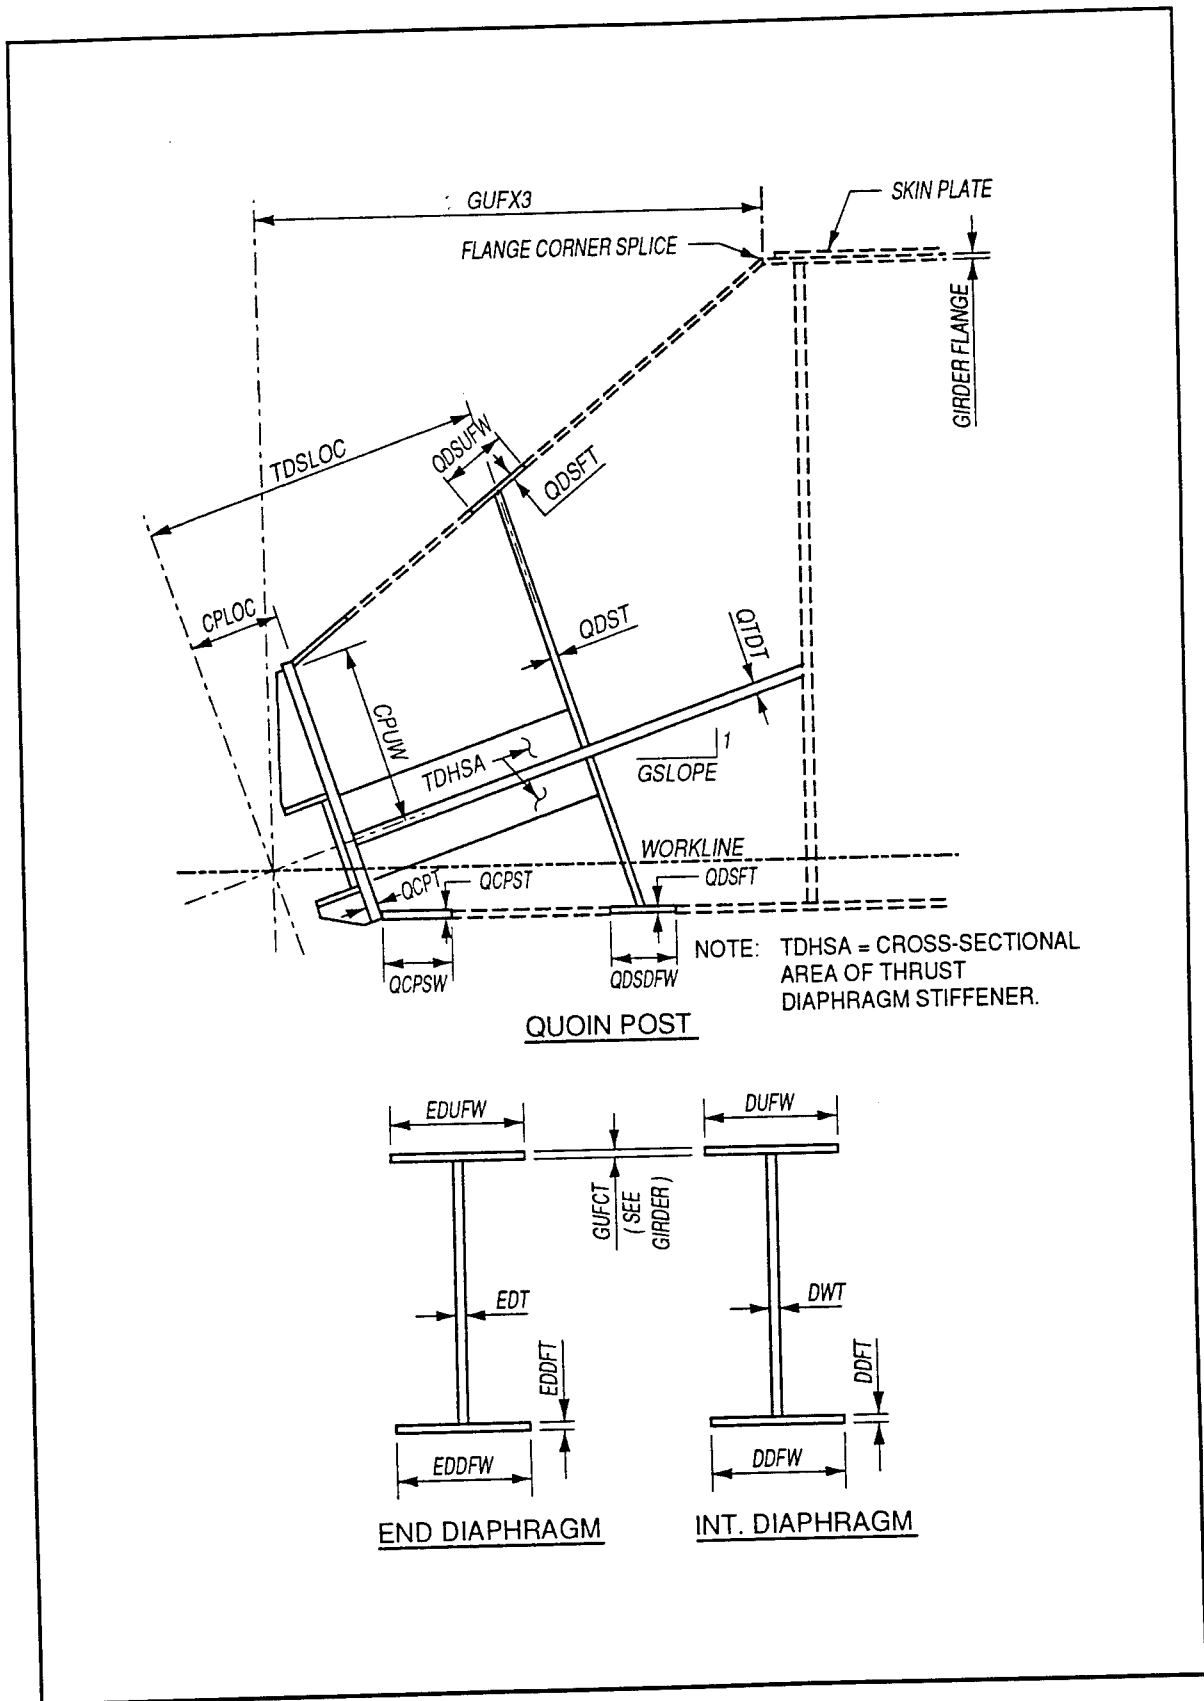 GUFX3
SKIN PLATE
FLANGE CORNER SPLICE
GIRDER FLANGE
TDSLOC
QDSUFW
QDSFT
CPLOC
QDST
QTDT
CPUW
TDHSA
1
GSLOPE
WORKLINE
QCPT
QCPST
QDSFT
QCPSW
QDSDFW
NOTE: TDHSA = CROSS-SECTIONAL
AREA OF THRUST
DIAPHRAGM STIFFENER.
QUOIN POST
EDUFW
DUFW
GUFCT
(SEE
GIRDER)
EDT
DWT
EDDFT
DDFT
EDDFW
DDFW
END DIAPHRAGM
INT. DIAPHRAGM